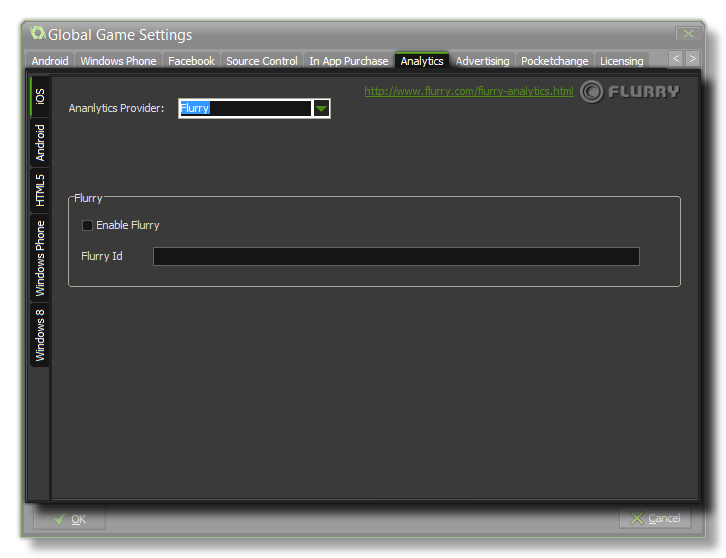 Global Game Settings
Android Windows Phone Facebook Source Control In App Purchase Analytics Advertising Pocketchange Licensing < >
iOS
Android
HTML5
Windows Phone
Windows 8
http://www.flurry.com/flurry-analytics.html FLURRY
Ananlytics Provider: Flurry
Flurry
Enable Flurry
Flurry Id
OK Cancel